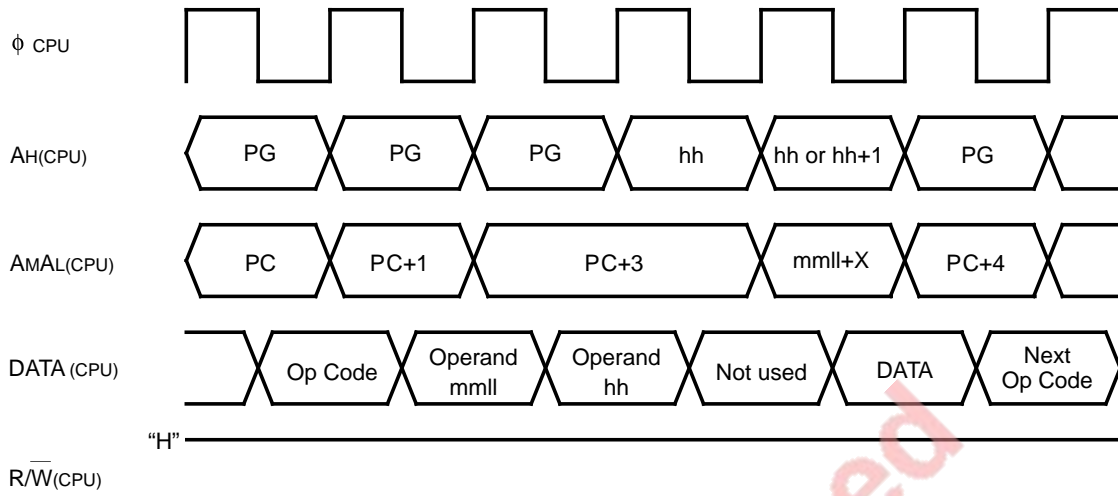 ϕ CPU
AH(CPU) PG PG PG hh hh or hh+1 PG
AMAL(CPU) PC PC+1 PC+3 mmll+X PC+4
DATA (CPU) Op Code Operand mmll Operand hh Not used DATA Next Op Code
“H”
R/W̅(CPU)